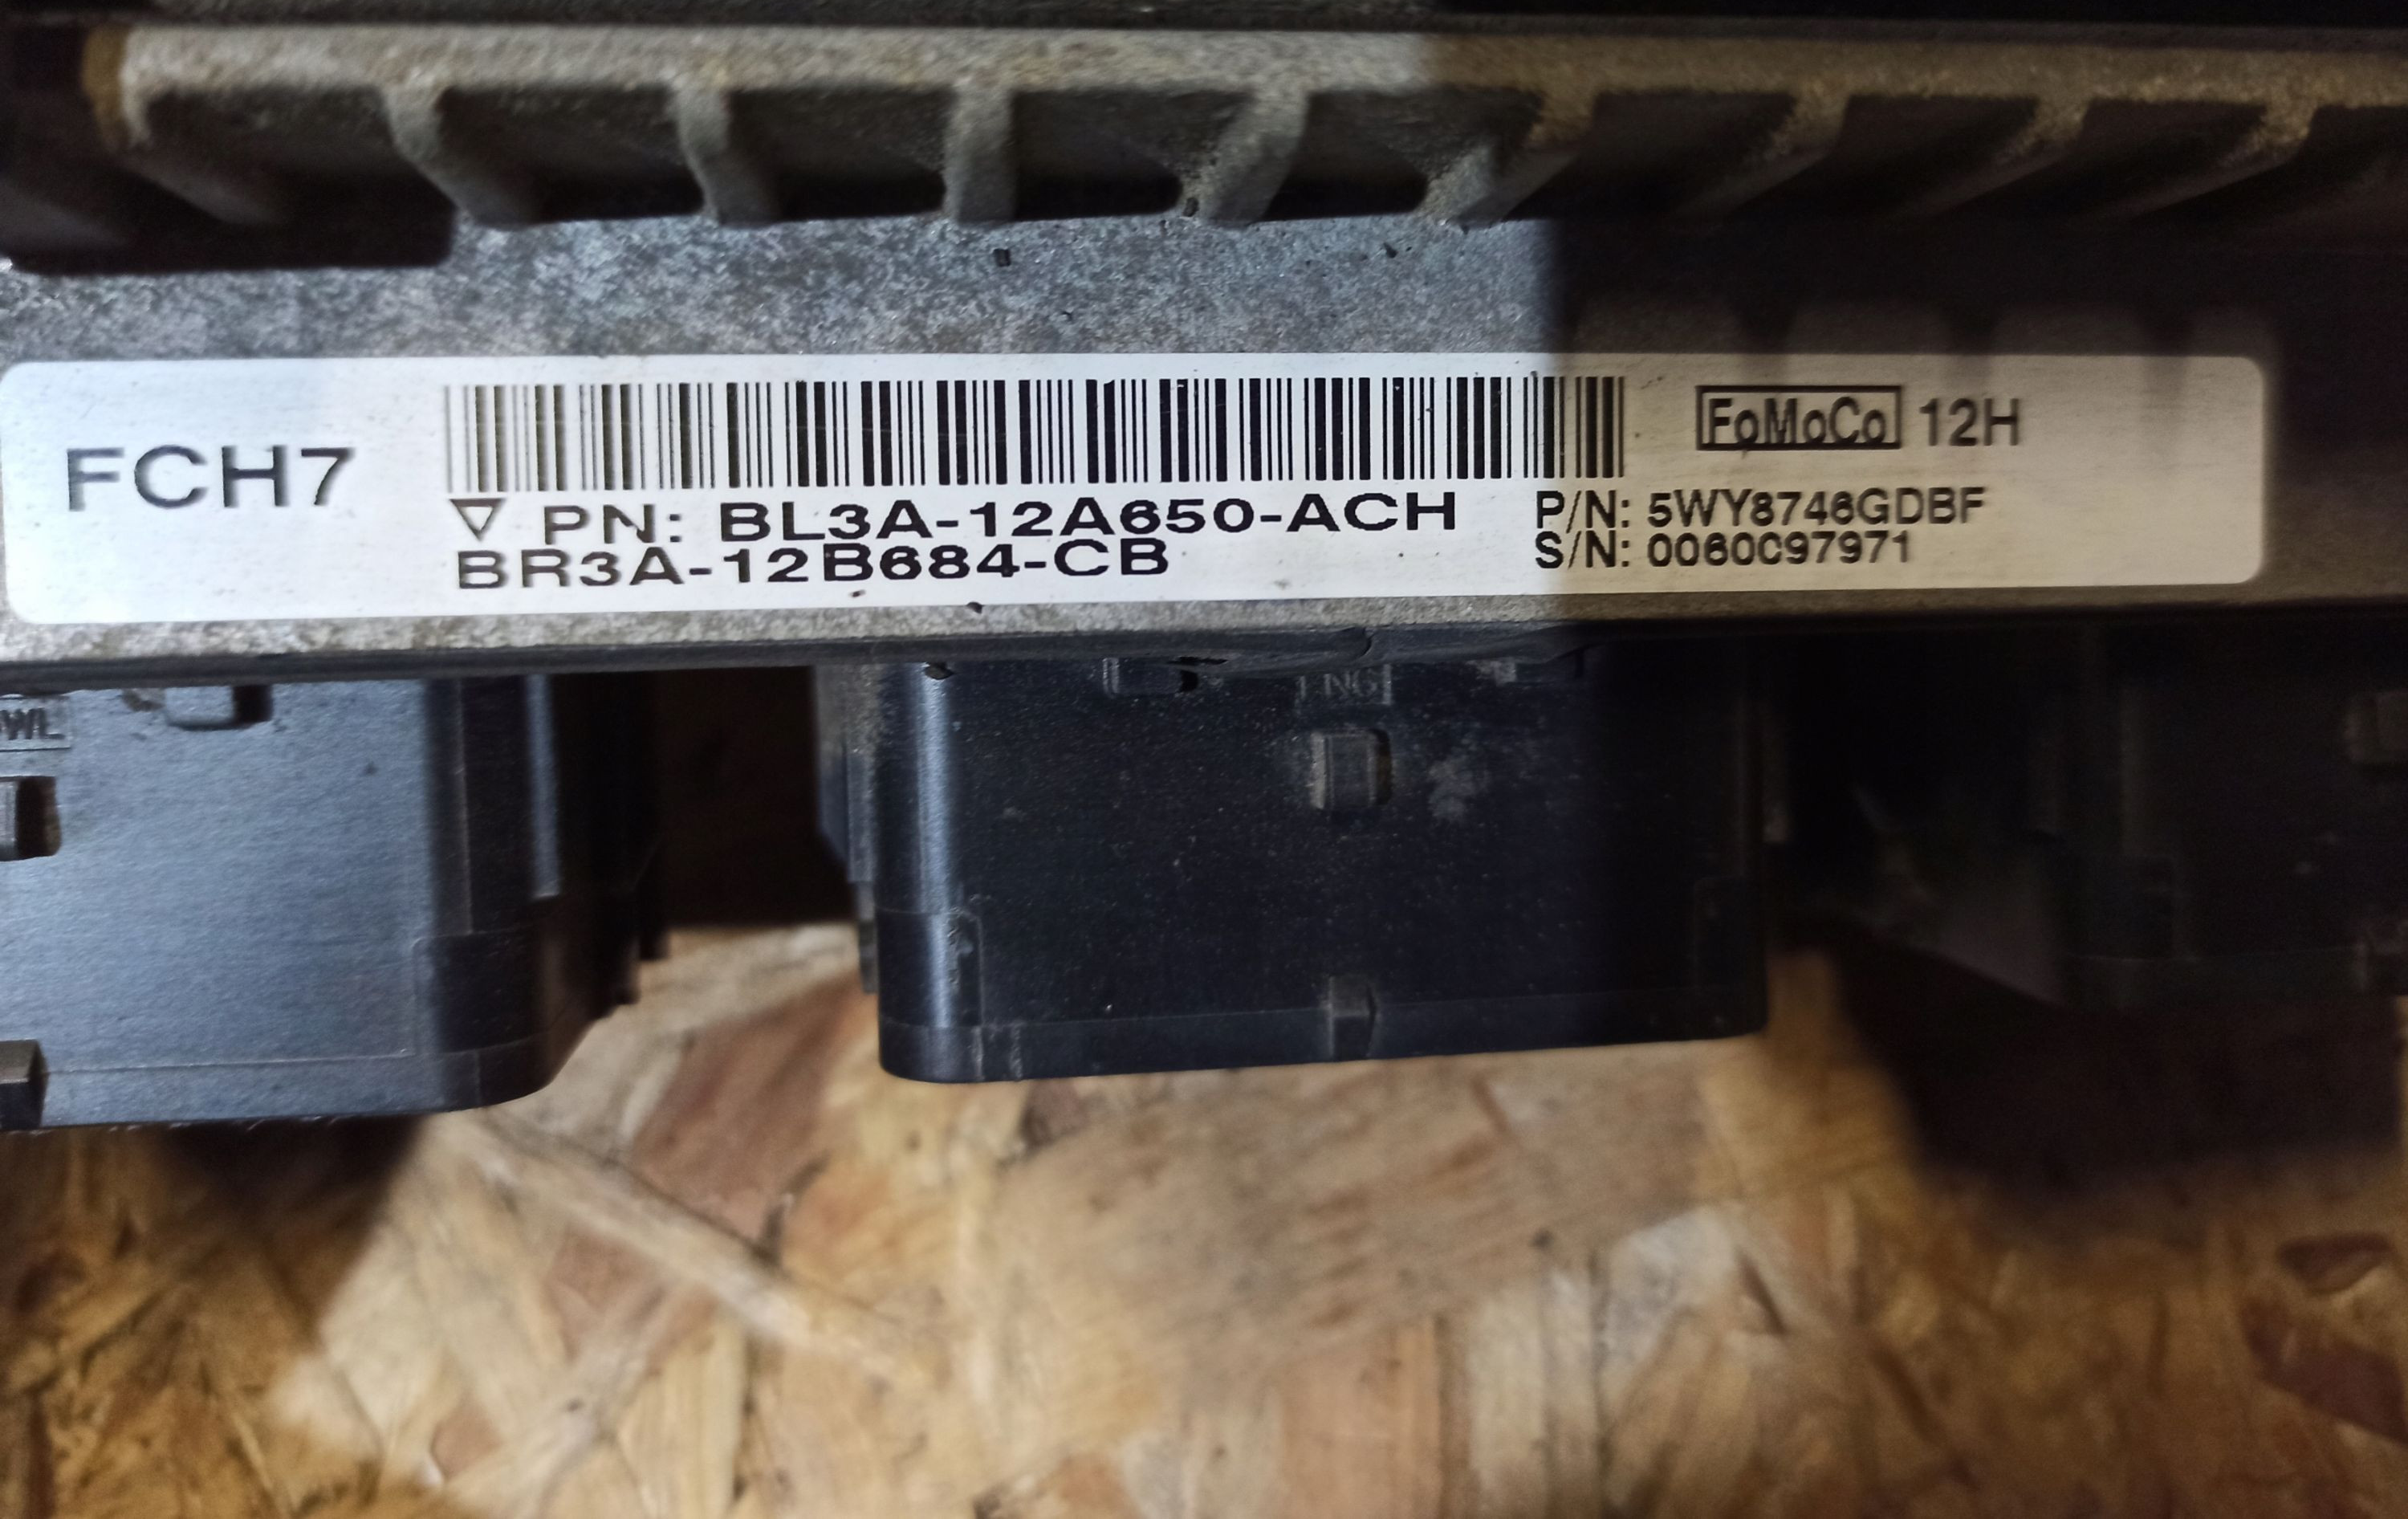 FCH7
FoMoCo 12H
PN: BL3A-12A650-ACH
BR3A-12B684-CB
P/N: 5WY8746GDBF
S/N: 0060C97971
ENG